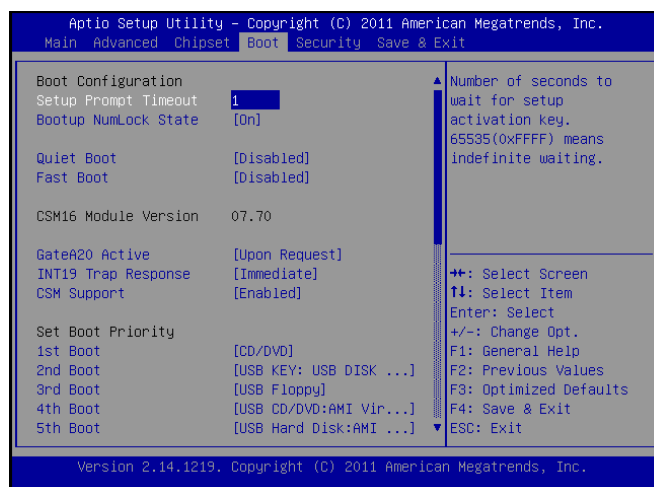 Aptio Setup Utility – Copyright (C) 2011 American Megatrends, Inc.
Main Advanced Chipset Boot Security Save & Exit
Boot Configuration
Setup Prompt Timeout 1
Bootup NumLock State [On]
Quiet Boot [Disabled]
Fast Boot [Disabled]
CSM16 Module Version 07.70
GateA20 Active [Upon Request]
INT19 Trap Response [Immediate]
CSM Support [Enabled]
Set Boot Priority
1st Boot [CD/DVD]
2nd Boot [USB KEY: USB DISK ...]
3rd Boot [USB Floppy]
4th Boot [USB CD/DVD:AMI Vir...]
5th Boot [USB Hard Disk:AMI ...]
Number of seconds to
wait for setup
activation key.
65535(0xFFFF) means
indefinite waiting.
→←: Select Screen
↑↓: Select Item
Enter: Select
+/-: Change Opt.
F1: General Help
F2: Previous Values
F3: Optimized Defaults
F4: Save & Exit
ESC: Exit
Version 2.14.1219. Copyright (C) 2011 American Megatrends, Inc.